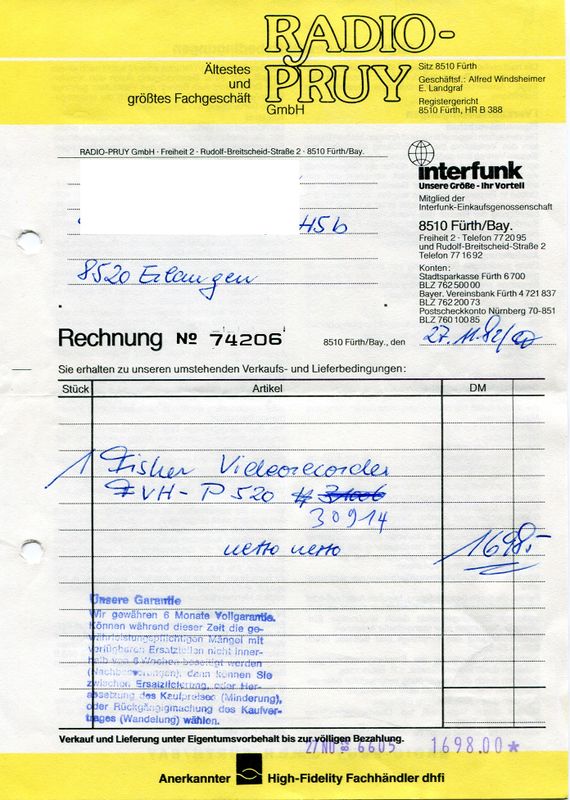 RADIO-
PRUY
GmbH
Ältestes
und
größtes Fachgeschäft
Sitz 8510 Fürth
Geschäftsf.: Alfred Windsheimer
E. Landgraf
Registergericht
8510 Fürth, HR B 388
RADIO-PRUY GmbH · Freiheit 2 · Rudolf-Breitscheid-Straße 2 · 8510 Fürth/Bay.
45b
8520 Erlangen
interfunk
Unsere Größe - Ihr Vorteil
Mitglied der
Interfunk-Einkaufsgenossenschaft
8510 Fürth/Bay.
Freiheit 2 · Telefon 77 20 95
und Rudolf-Breitscheid-Straße 2
Telefon 77 16 92
Konten:
Stadtsparkasse Fürth 6 700
BLZ 762 500 00
Bayer. Vereinsbank Fürth 4 721 837
BLZ 762 200 73
Postscheckkonto Nürnberg 70-851
BLZ 760 100 85
Rechnung № 74206
8510 Fürth/Bay., den 27.11.82
Sie erhalten zu unseren umstehenden Verkaufs- und Lieferbedingungen:
Stück Artikel DM
1 Fisher Videorecorder
FVH-P520 #
30914
netto netto 1698.-
Unsere Garantie
Wir gewähren 6 Monate Vollgarantie.
Können während dieser Zeit die ge-
währleistungspflichtigen Mängel mit
verfügbaren Ersatzteilen nicht inner-
halb von 6 Wochen beseitigt werden
(Nachbesserungen), dann können Sie
zwischen Ersatzlieferung, oder Her-
absetzung des Kaufpreises (Minderung),
oder Rückgängigmachung des Kaufver-
trages (Wandelung) wählen.
Verkauf und Lieferung unter Eigentumsvorbehalt bis zur völligen Bezahlung.
27NO 82 6605 1698.00*
Anerkannter High-Fidelity Fachhändler dhfi